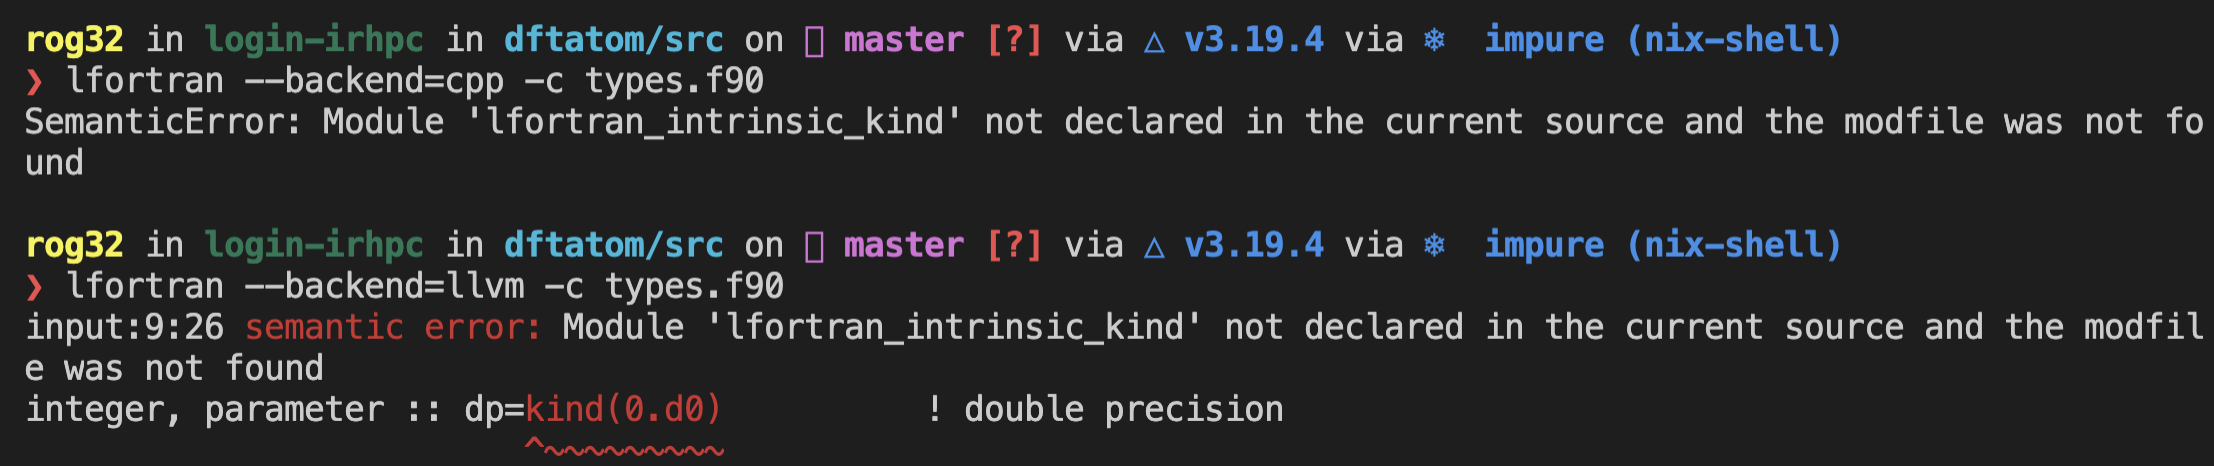 rog32 in login-irhpc in dftatom/src on master [?] via △ v3.19.4 via ❄ impure (nix-shell)
❯ lfortran --backend=cpp -c types.f90
SemanticError: Module 'lfortran_intrinsic_kind' not declared in the current source and the modfile was not fo
und
rog32 in login-irhpc in dftatom/src on master [?] via △ v3.19.4 via ❄ impure (nix-shell)
❯ lfortran --backend=llvm -c types.f90
input:9:26 semantic error: Module 'lfortran_intrinsic_kind' not declared in the current source and the modfil
e was not found
integer, parameter :: dp=kind(0.d0) ! double precision
^~~~~~~~~~